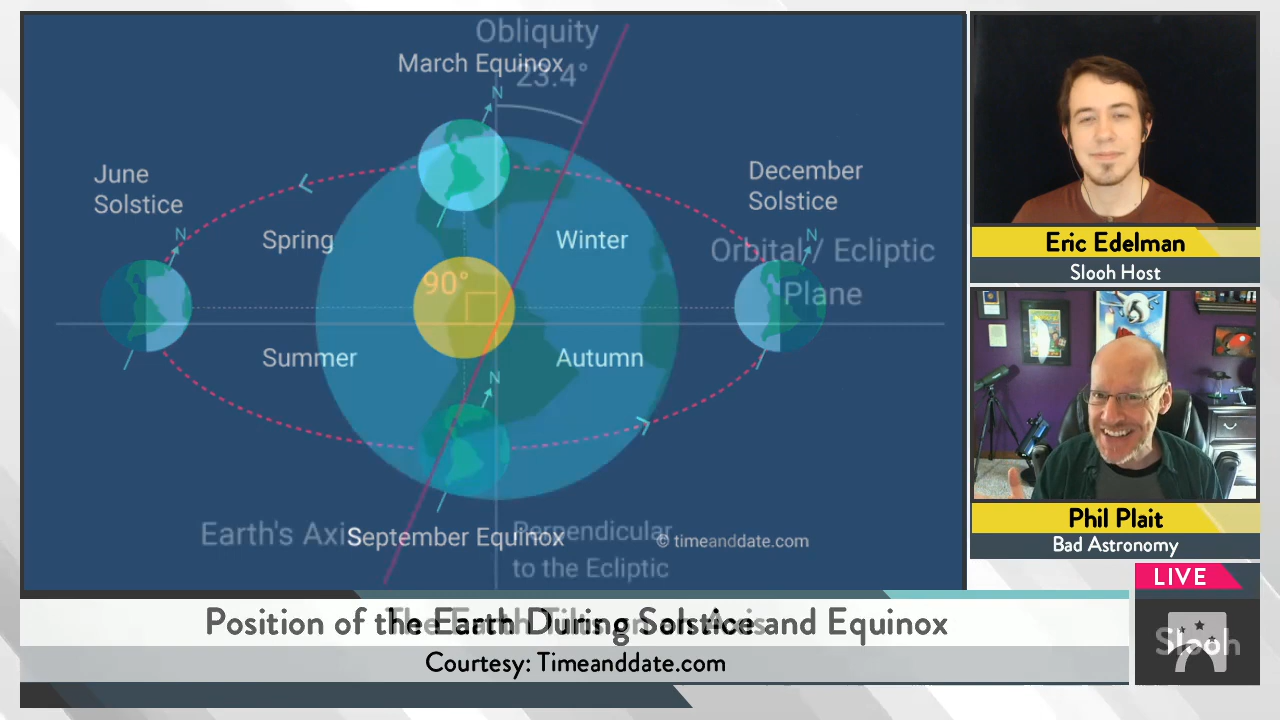 Obliquity
March Equinox
23.4°
N
June
Solstice
December
Solstice
N
N
Spring
Winter
Orbital / Ecliptic
Plane
90°
Summer
Autumn
N
Earth's Axis
September Equinox
Perpendicular
to the Ecliptic
© timeanddate.com
Position of the Earth During Solstice and Equinox
Courtesy: Timeanddate.com
Eric Edelman
Slooh Host
Phil Plait
Bad Astronomy
LIVE
Slooh